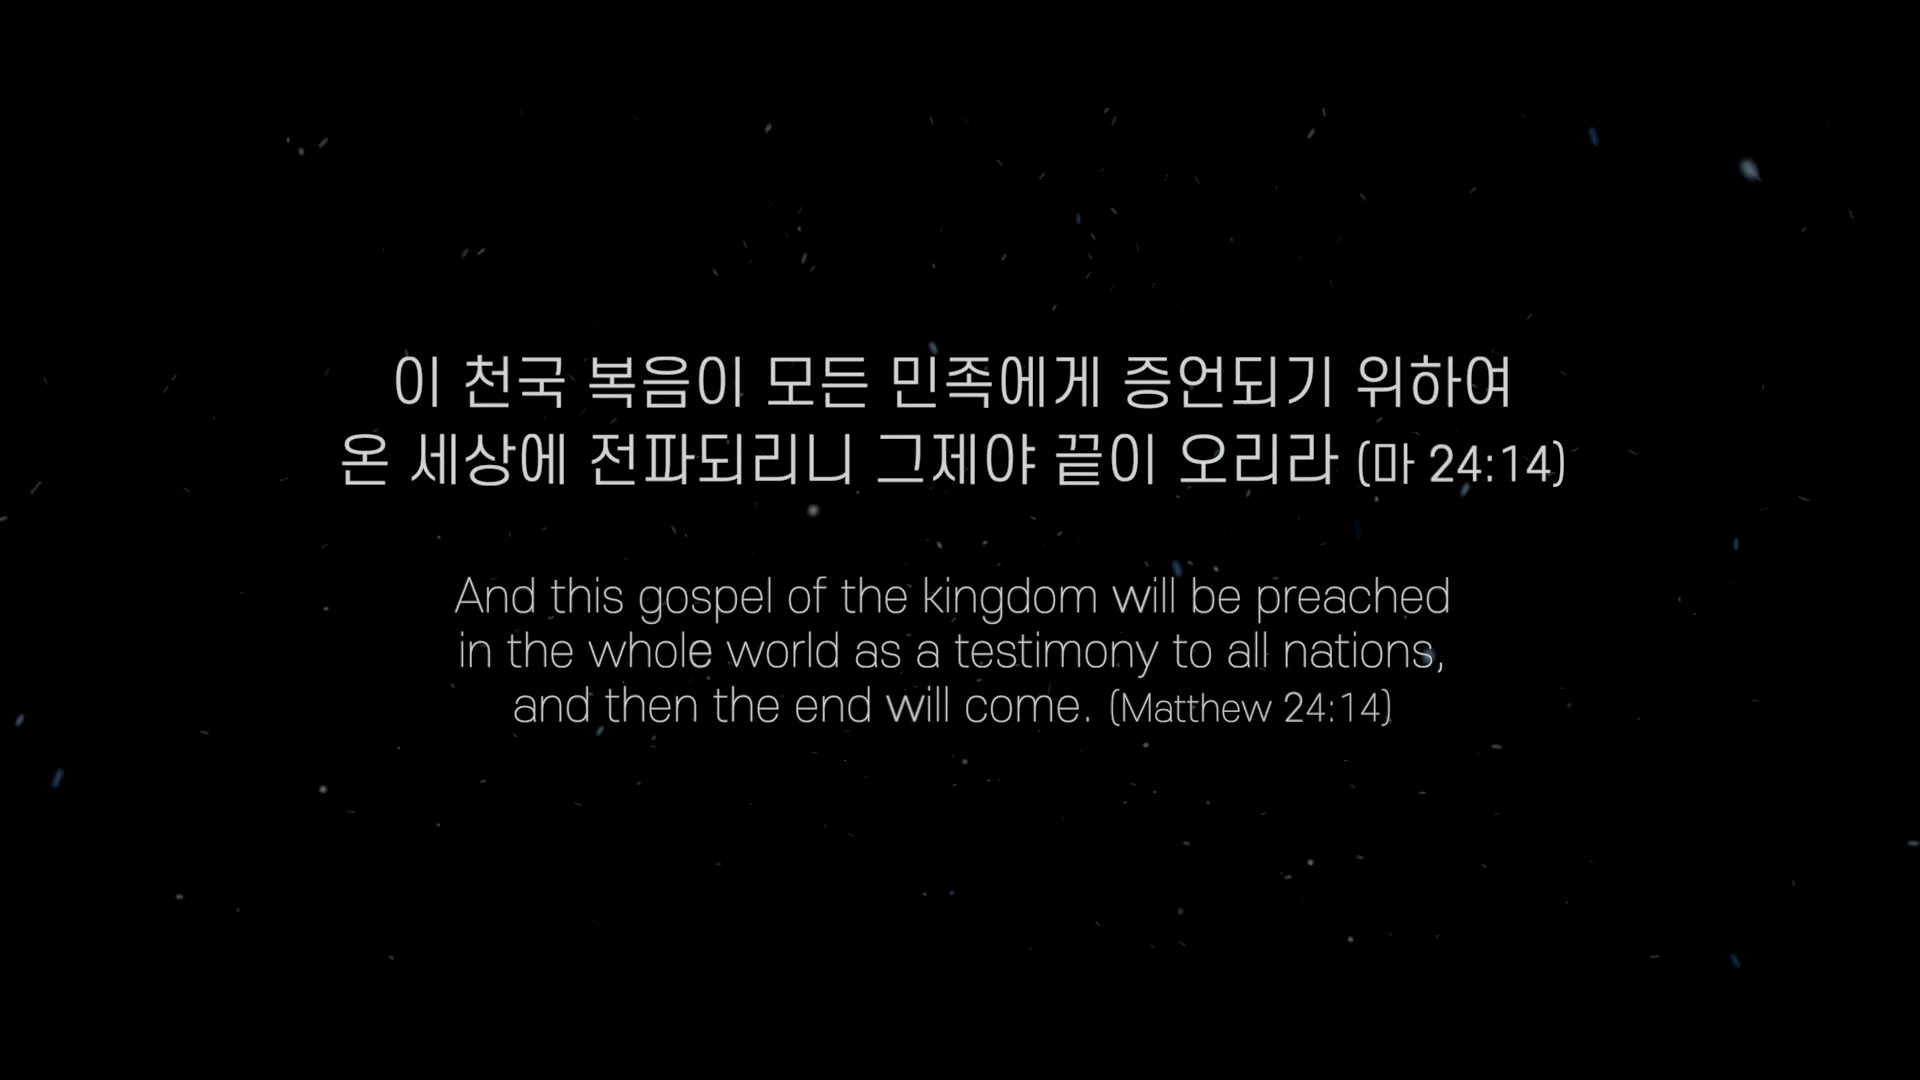 이 천국 복음이 모든 민족에게 증언되기 위하여
온 세상에 전파되리니 그제야 끝이 오리라 (마 24:14)
And this gospel of the kingdom will be preached
in the whole world as a testimony to all nations,
and then the end will come. (Matthew 24:14)